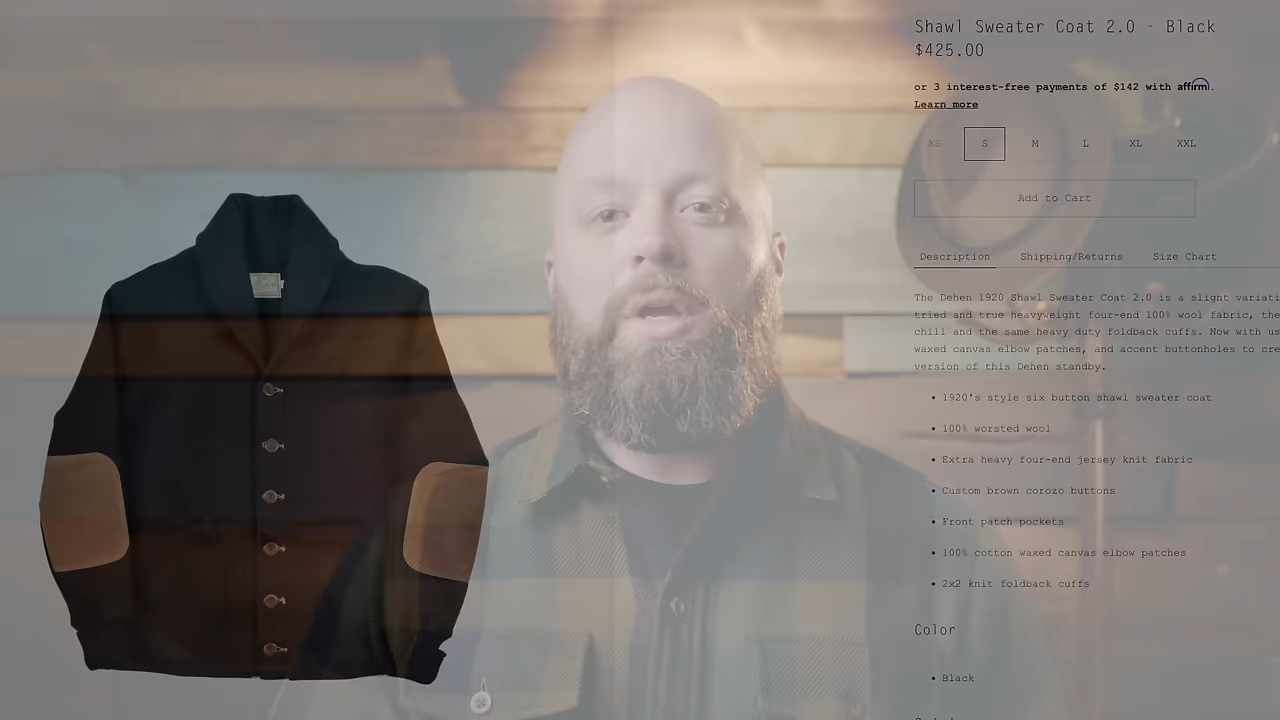 Shawl Sweater Coat 2.0 - Black
$425.00
or 3 interest-free payments of $142 with affirm.
Learn more
XS S M L XL XXL
Add to Cart
Description Shipping/Returns Size Chart
The Dehen 1920 Shawl Sweater Coat 2.0 is a slight variati
tried and true heavyweight four-end 100% wool fabric, the
chill and the same heavy duty foldback cuffs. Now with us
waxed canvas elbow patches, and accent buttonholes to cre
version of this Dehen standby.
• 1920's style six button shawl sweater coat
• 100% worsted wool
• Extra heavy four-end jersey knit fabric
• Custom brown corozo buttons
• Front patch pockets
• 100% cotton waxed canvas elbow patches
• 2x2 knit foldback cuffs
Color
• Black